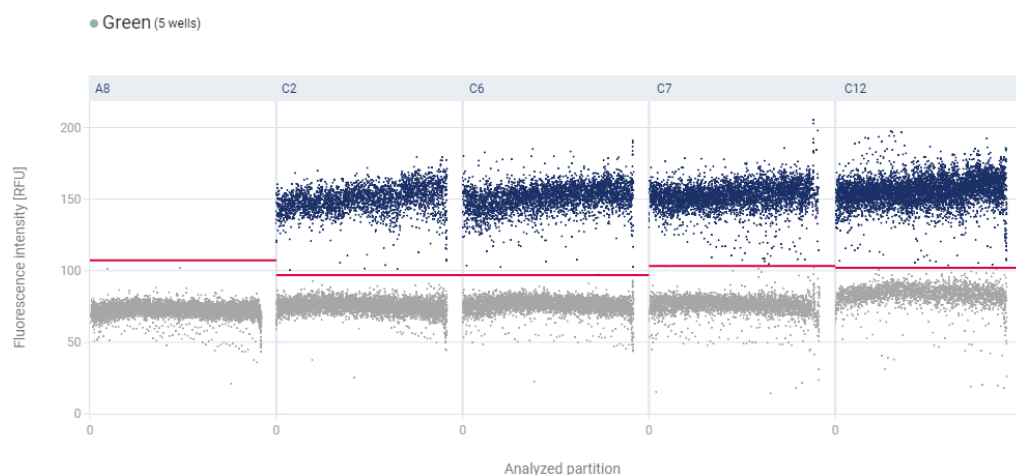 Green (5 wells)
A8 C2 C6 C7 C12
Fluorescence intensity [RFU]
200
150
100
50
0
0 0 0 0 0
Analyzed partition